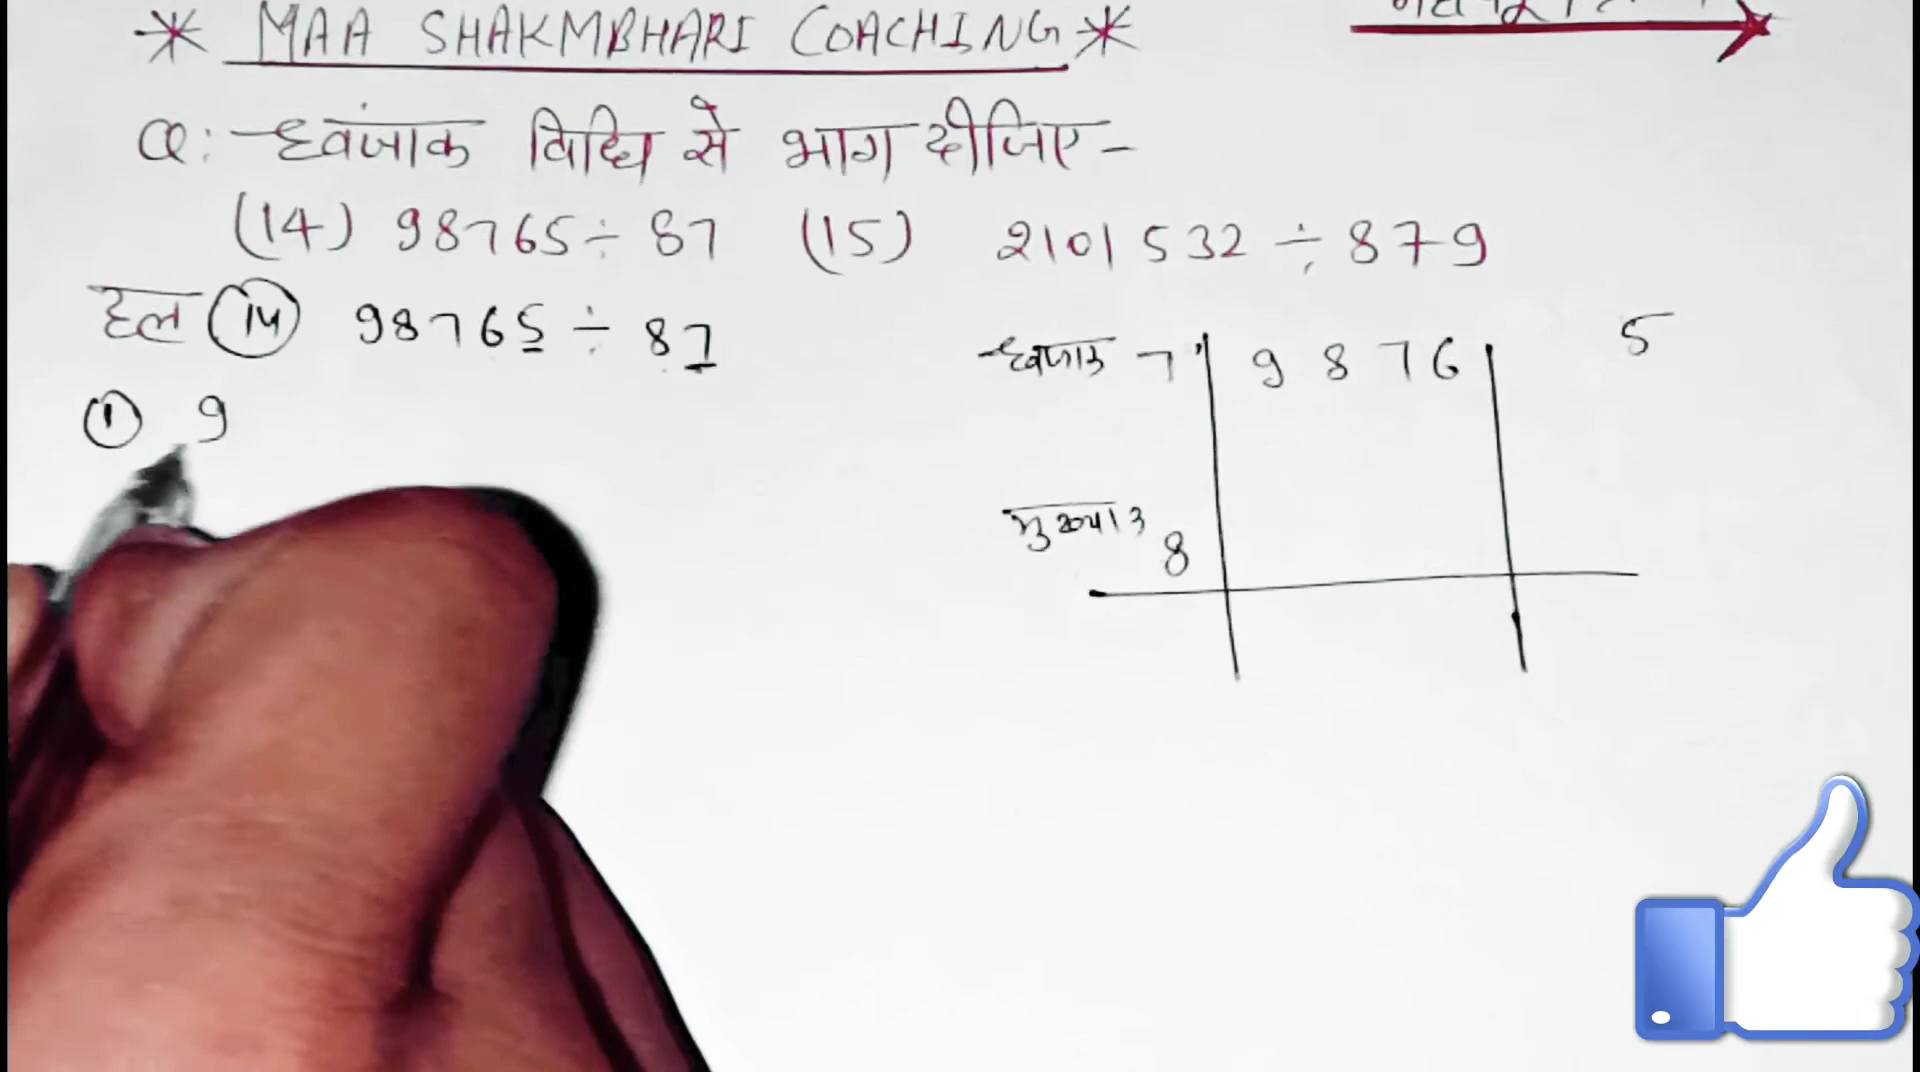 * MAA SHAKMBHARI COACHING *
Q:- ध्वंजाक विधि से भाग दीजिए-
(14) 98765÷87 (15) 2101532÷879
हल (14) 98765÷87
ध्वजांक 7 9 8 7 6 5
(1) 9
मुख्यांक 8